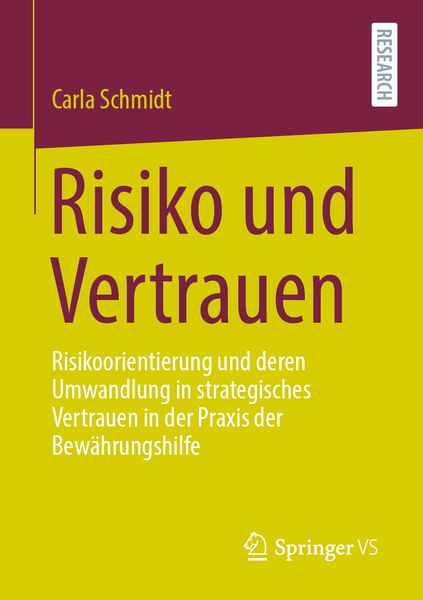 RESEARCH
Carla Schmidt
Risiko und
Vertrauen
Risikoorientierung und deren
Umwandlung in strategisches
Vertrauen in der Praxis der
Bewährungshilfe
Springer VS